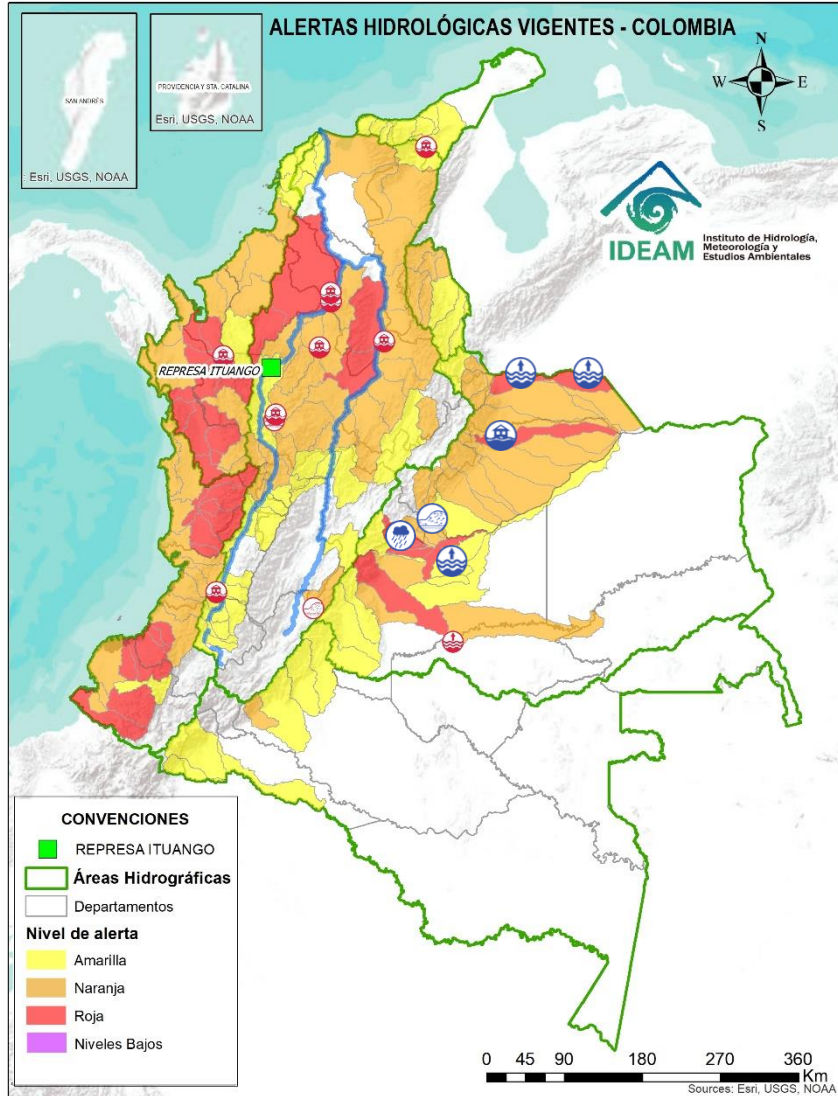 ALERTAS HIDROLÓGICAS VIGENTES - COLOMBIA
SAN ANDRÉS
: Esri, USGS, NOAA
PROVIDENCIA Y STA. CATALINA
Esri, USGS, NOAA
N
W
E
S
IDEAM
Instituto de Hidrología,
Meteorología y
Estudios Ambientales
REPRESA ITUANGO
CONVENCIONES
REPRESA ITUANGO
Áreas Hidrográficas
Departamentos
Nivel de alerta
Amarilla
Naranja
Roja
Niveles Bajos
0 45 90 180 270 360
Km
Sources: Esri, USGS, NOAA